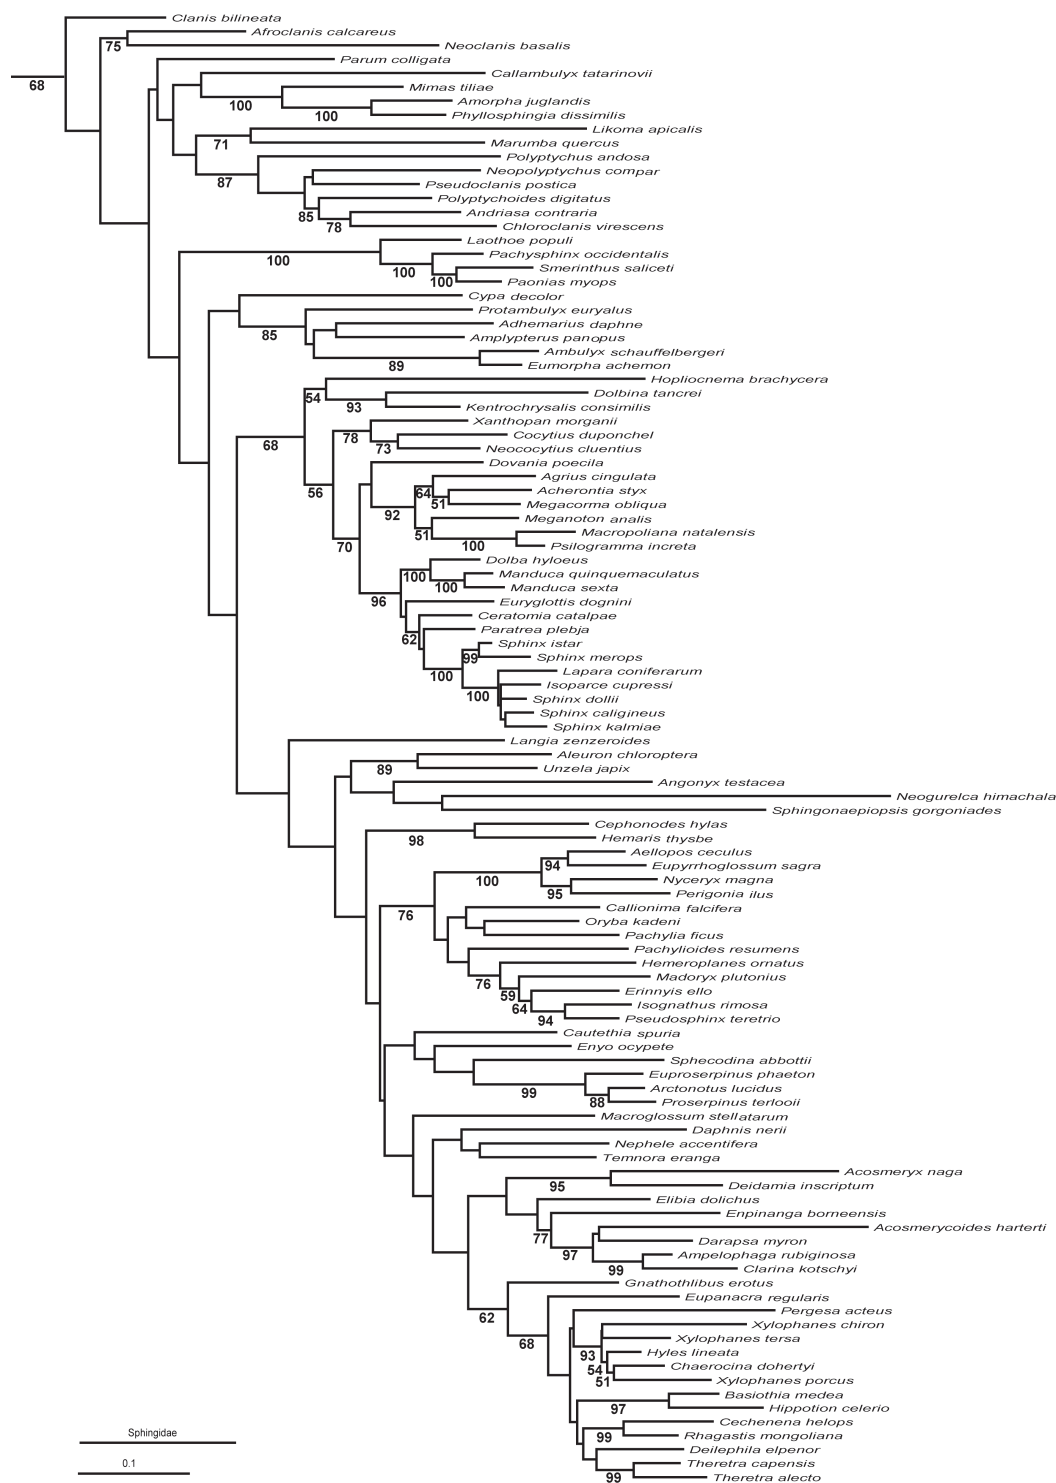 Clanis bilineata
Afroclanis calcareus
75
Neoclanis basalis
Parum colligata
68
Callambulyx tatarinovii
Mimas tiliae
100
Amorpha juglandis
100
Phyllosphingia dissimilis
Likoma apicalis
71
Marumba quercus
Polyptychus andosa
Neopolyptychus compar
87
Pseudoclanis postica
Polyptychoides digitatus
85
Andriasa contraria
78
Chloroclanis virescens
Laothoe populi
Pachysphinx occidentalis
100
Smerinthus saliceti
100
100
Paonias myops
Cypa decolor
Protambulyx euryalus
Adhemarius daphne
85
Amplypterus panopus
Ambulyx schauffelbergeri
89
Eumorpha achemon
Hopliocnema brachycera
Dolbina tancrei
54
93
Kentrochrysalis consimilis
Xanthopan morganii
78
Cocytius duponchel
68
73
Neococytius cluentius
Dovania poecila
Agrius cingulata
64
Acherontia styx
56
51
Megacorma obliqua
92
Meganoton analis
51
Macropoliana natalensis
70
100
Psilogramma increta
Dolba hyloeus
100
Manduca quinquemaculatus
100
Manduca sexta
96
Euryglottis dognini
Ceratomia catalpae
Paratrea plebja
62
Sphinx istar
99
Sphinx merops
Lapara coniferarum
100
Isoparce cupressi
100
Sphinx dollii
Sphinx caligineus
Sphinx kalmiae
Langia zenzeroides
Aleuron chloroptera
89
Unzela japix
Angonyx testacea
Neogurelca himachala
Sphingonaepiopsis gorgoniades
Cephonodes hylas
98
Hemaris thysbe
Aellopos ceculus
94
Eupyrrhoglossum sagra
100
Nyceryx magna
95
Perigonia ilus
76
Callionima falcifera
Oryba kadeni
Pachylia ficus
Pachylioides resumens
Hemeroplanes ornatus
76
Madoryx plutonius
59
Erinnyis ello
64
Isognathus rimosa
94
Pseudosphinx teretrio
Cautethia spuria
Enyo ocypete
Sphecodina abbottii
Euproserpinus phaeton
99
Arctonotus lucidus
88
Proserpinus terlooii
Macroglossum stellatarum
Daphnis nerii
Nephele accentifera
Temnora eranga
Acosmeryx naga
95
Deidamia inscriptum
Elibia dolichus
Enpinanga borneensis
77
Acosmerycoides harterti
97
Darapsa myron
Ampelophaga rubiginosa
99
Clarina kotschyi
Gnathothlibus erotus
Eupanacra regularis
62
Pergesa acteus
68
Xylophanes chiron
Xylophanes tersa
93
Hyles lineata
54
Chaerocina dohertyi
51
Xylophanes porcus
Basiothia medea
97
Hippotion celerio
Cechenena helops
99
Rhagastis mongoliana
Deilephila elpenor
Theretra capensis
99
Theretra alecto
Sphingidae
0.1